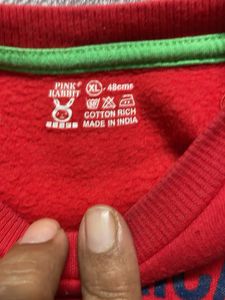 PINK
RABBIT
XL - 48cms
COTTON RICH
MADE IN INDIA